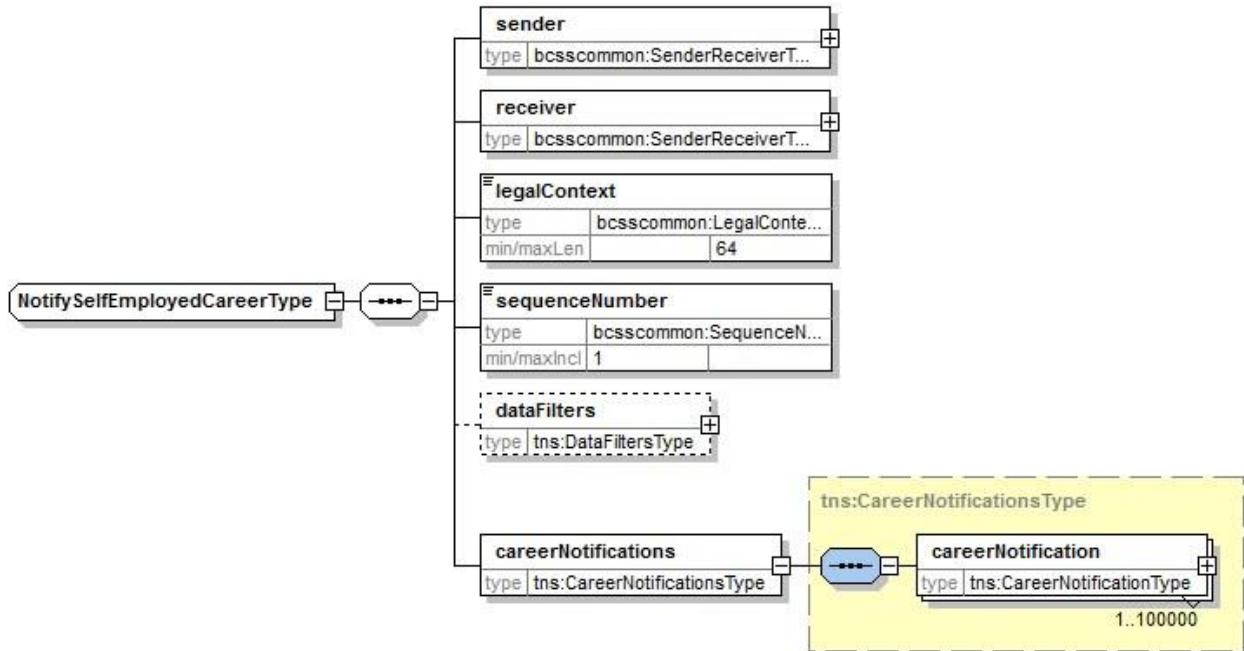 sender
type bcsscommon:SenderReceiverT...
receiver
type bcsscommon:SenderReceiverT...
legalContext
type bcsscommon:LegalConte...
min/maxLen 64
NotifySelfEmployedCareerType
sequenceNumber
type bcsscommon:SequenceN...
min/maxIncl 1
dataFilters
type tns:DataFiltersType
tns:CareerNotificationsType
careerNotifications
type tns:CareerNotificationsType
careerNotification
type tns:CareerNotificationType
1..100000